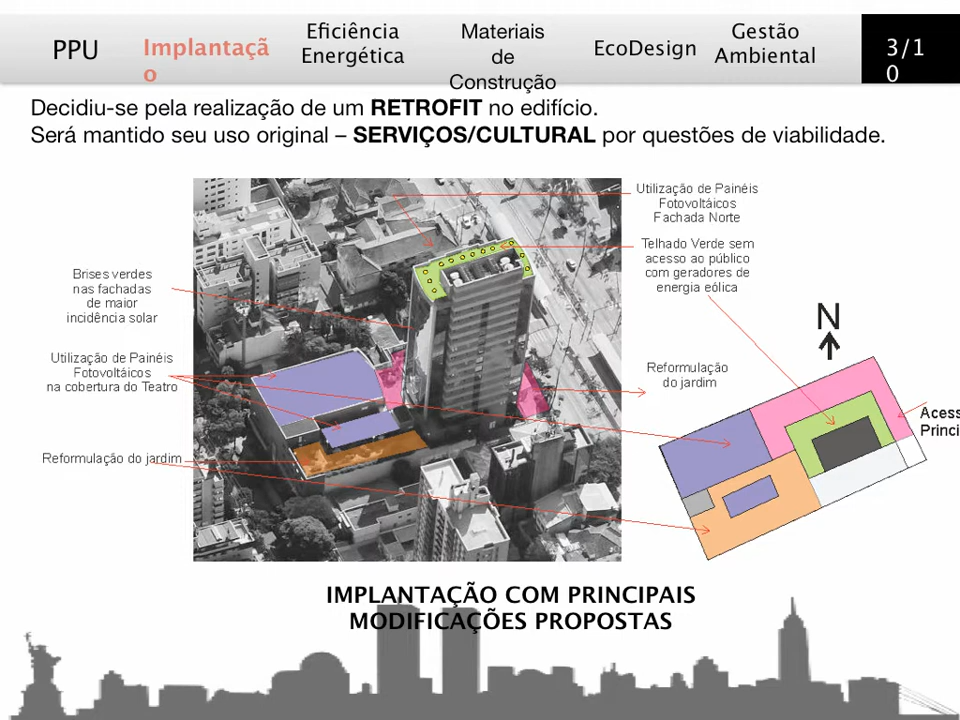 PPU
Implantaçã
o
Eficiência
Energética
Materiais
de
Construção
EcoDesign
Gestão
Ambiental
3/1
0
Decidiu-se pela realização de um RETROFIT no edifício.
Será mantido seu uso original – SERVIÇOS/CULTURAL por questões de viabilidade.
Utilização de Painéis
Fotovoltáicos
Fachada Norte
Telhado Verde sem
acesso ao público
com geradores de
energia eólica
Brises verdes
nas fachadas
de maior
incidência solar
N
Utilização de Painéis
Fotovoltáicos
na cobertura do Teatro
Reformulação
do jardim
Acess
Princi
Reformulação do jardim
IMPLANTAÇÃO COM PRINCIPAIS
MODIFICAÇÕES PROPOSTAS